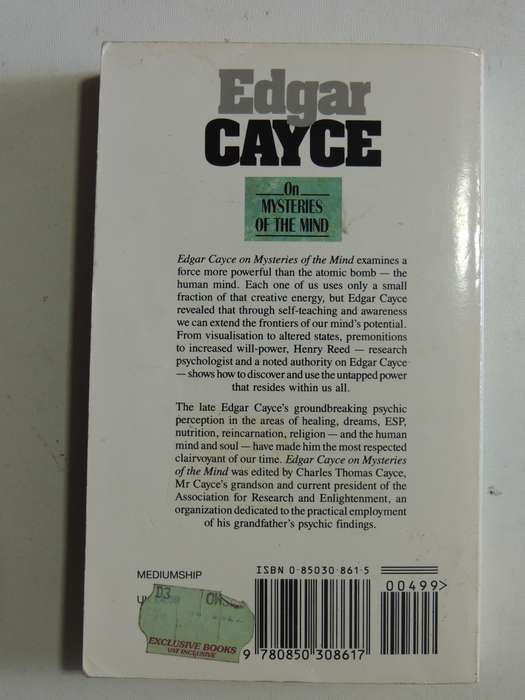 Edgar
CAYCE
On
MYSTERIES
OF THE MIND
Edgar Cayce on Mysteries of the Mind examines a
force more powerful than the atomic bomb — the
human mind. Each one of us uses only a small
fraction of that creative energy, but Edgar Cayce
revealed that through self-teaching and awareness
we can extend the frontiers of our mind's potential.
From visualisation to altered states, premonitions
to increased will-power, Henry Reed — research
psychologist and a noted authority on Edgar Cayce
— shows how to discover and use the untapped power
that resides within us all.
The late Edgar Cayce's groundbreaking psychic
perception in the areas of healing, dreams, ESP,
nutrition, reincarnation, religion — and the human
mind and soul — have made him the most respected
clairvoyant of our time. Edgar Cayce on Mysteries
of the Mind was edited by Charles Thomas Cayce,
Mr Cayce's grandson and current president of the
Association for Research and Enlightenment, an
organization dedicated to the practical employment
of his grandfather's psychic findings.
MEDIUMSHIP
ISBN 0-85030-861-5
00499>
D3
EXCLUSIVE BOOKS
VAT INCLUSIVE
9 780850 308617